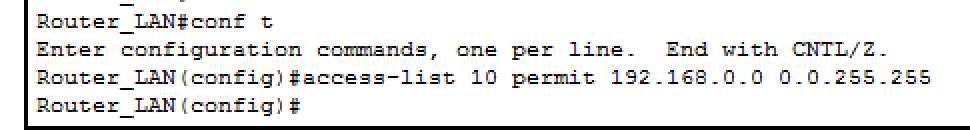 Router_LAN#conf t
Enter configuration commands, one per line.  End with CNTL/Z.
Router_LAN(config)#access-list 10 permit 192.168.0.0 0.0.255.255
Router_LAN(config)#